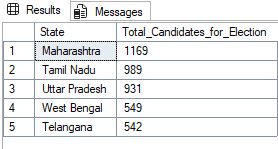 Results Messages
State Total_Candidates_for_Election
1 Maharashtra 1169
2 Tamil Nadu 989
3 Uttar Pradesh 931
4 West Bengal 549
5 Telangana 542